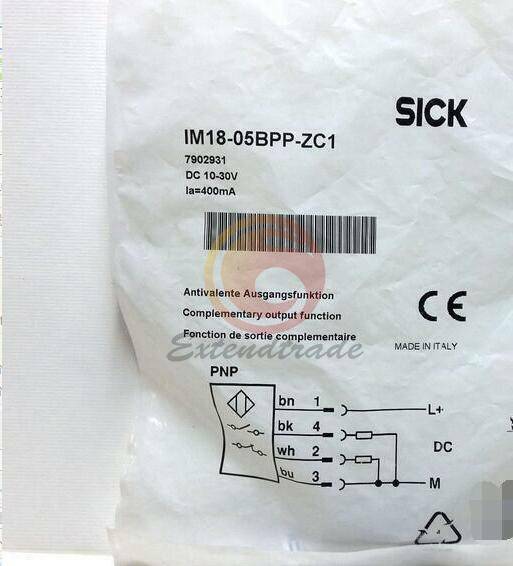 SICK
IM18-05BPP-ZC1
7902931
DC 10-30V
Ia=400mA
Antivalente Ausgangsfunktion
Complementary output function
Fonction de sortie complementaire
CE
MADE IN ITALY
Extendtrade
PNP
bn 1 L+
bk 4
DC
wh 2
bu 3 M